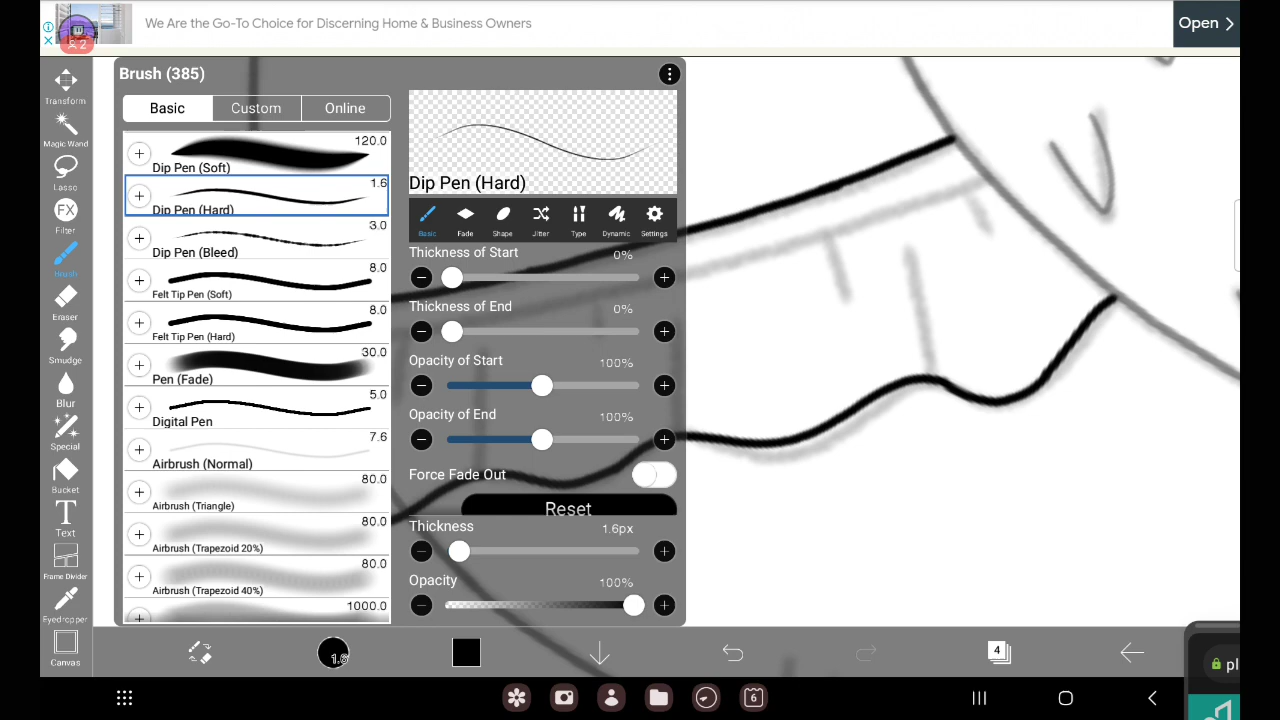 We Are the Go-To Choice for Discerning Home & Business Owners
Open
2
Transform
Magic Wand
Lasso
FX
Filter
Brush
Eraser
Smudge
Blur
Special
Bucket
T
Text
Frame Divider
Eyedropper
Canvas
Brush (385)
Basic
Custom
Online
120.0
Dip Pen (Soft)
1.6
Dip Pen (Hard)
3.0
Dip Pen (Bleed)
8.0
Felt Tip Pen (Soft)
8.0
Felt Tip Pen (Hard)
30.0
Pen (Fade)
5.0
Digital Pen
7.6
Airbrush (Normal)
80.0
Airbrush (Triangle)
80.0
Airbrush (Trapezoid 20%)
80.0
Airbrush (Trapezoid 40%)
1000.0
Dip Pen (Hard)
Basic
Fade
Shape
Jitter
Type
Dynamic
Settings
Thickness of Start
0%
Thickness of End
0%
Opacity of Start
100%
Opacity of End
100%
Force Fade Out
Reset
Thickness
1.6px
Opacity
100%
1.6
4
6
pl